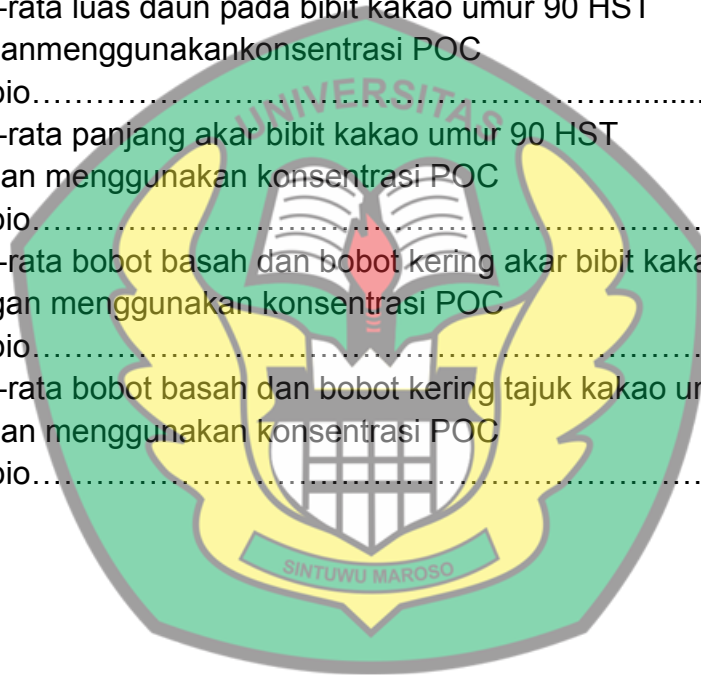 -rata luas daun pada bibit kakao umur 90 HST
anmenggunakankonsentrasi POC
bio…………………………………………………...........
-rata panjang akar bibit kakao umur 90 HST
an menggunakan konsentrasi POC
bio……………………………………………………………
-rata bobot basah dan bobot kering akar bibit kaka
gan menggunakan konsentrasi POC
bio……………………………………………………………
-rata bobot basah dan bobot kering tajuk kakao un
an menggunakan konsentrasi POC
bio……………………………………………………………
UNIVERSITAS
SINTUWU MAROSO